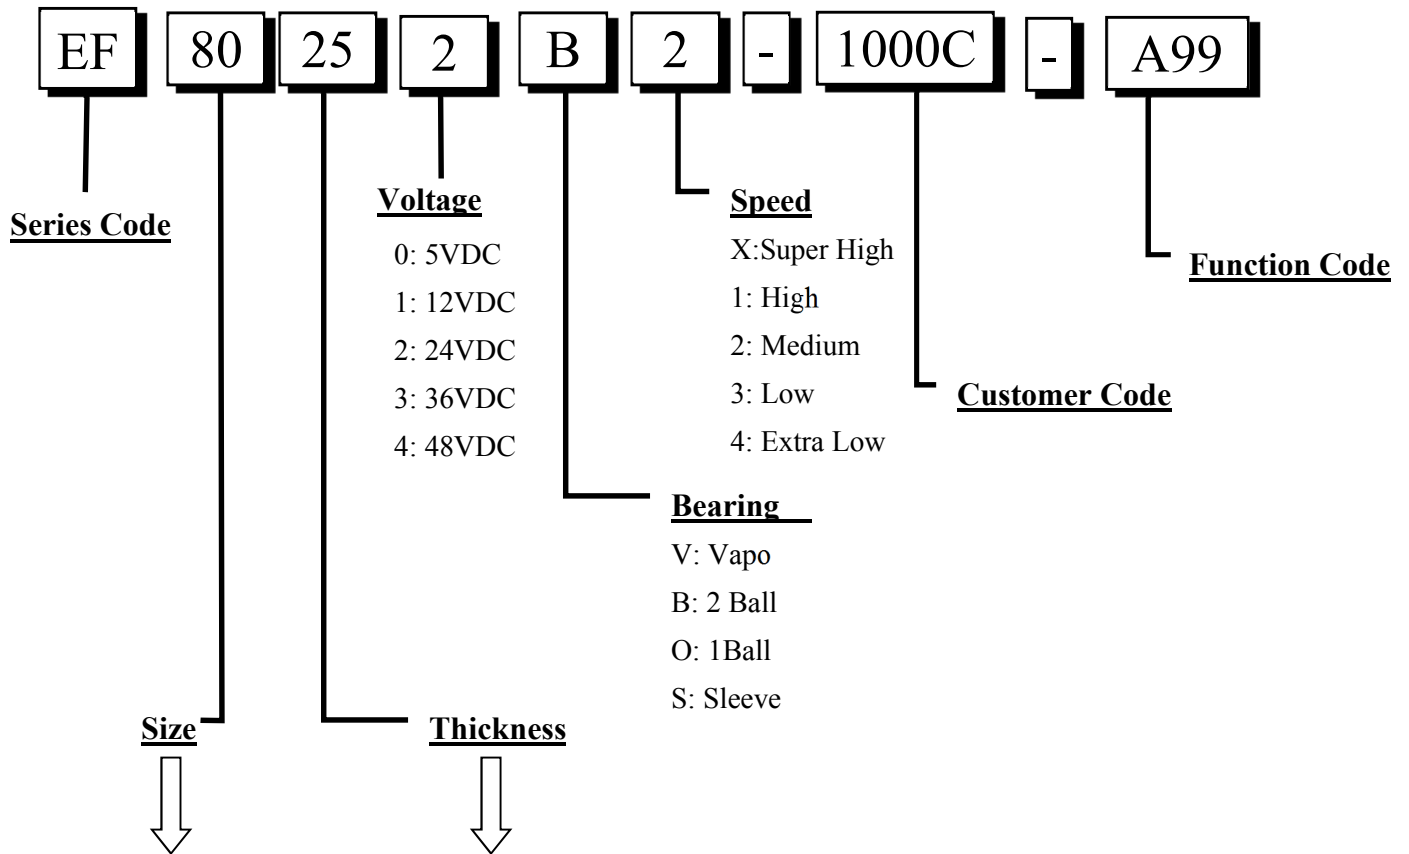 EF 80 25 2 B 2 - 1000C - A99
Series Code
Voltage
0: 5VDC
1: 12VDC
2: 24VDC
3: 36VDC
4: 48VDC
Speed
X:Super High
1: High
2: Medium
3: Low
4: Extra Low
Function Code
Customer Code
Bearing
V: Vapo
B: 2 Ball
O: 1Ball
S: Sleeve
Size
Thickness